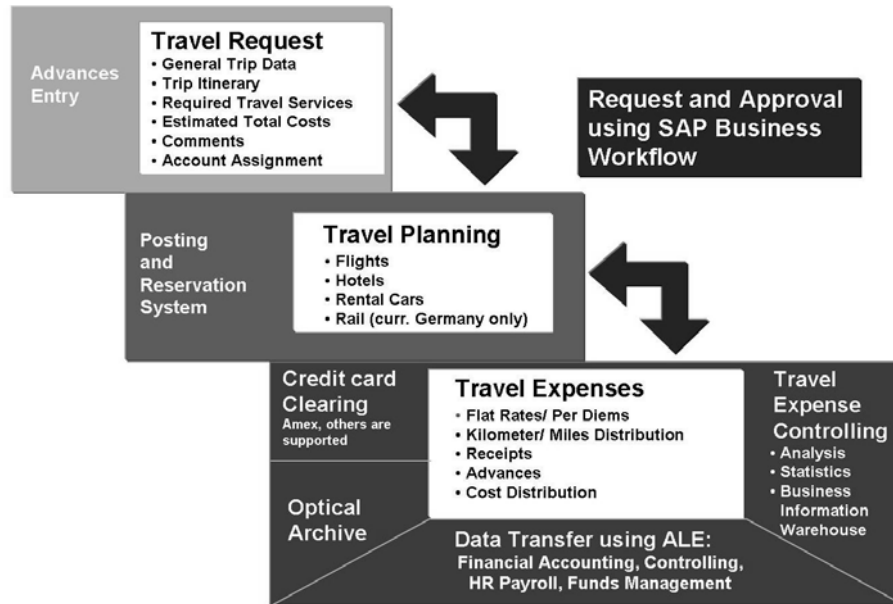 Advances
Entry
Travel Request
• General Trip Data
• Trip Itinerary
• Required Travel Services
• Estimated Total Costs
• Comments
• Account Assignment
Request and Approval
using SAP Business
Workflow
Posting
and
Reservation
System
Travel Planning
• Flights
• Hotels
• Rental Cars
• Rail (curr. Germany only)
Credit card
Clearing
Amex, others are
supported
Optical
Archive
Travel Expenses
• Flat Rates/ Per Diems
• Kilometer/ Miles Distribution
• Receipts
• Advances
• Cost Distribution
Travel
Expense
Controlling
• Analysis
• Statistics
• Business
Information
Warehouse
Data Transfer using ALE:
Financial Accounting, Controlling,
HR Payroll, Funds Management